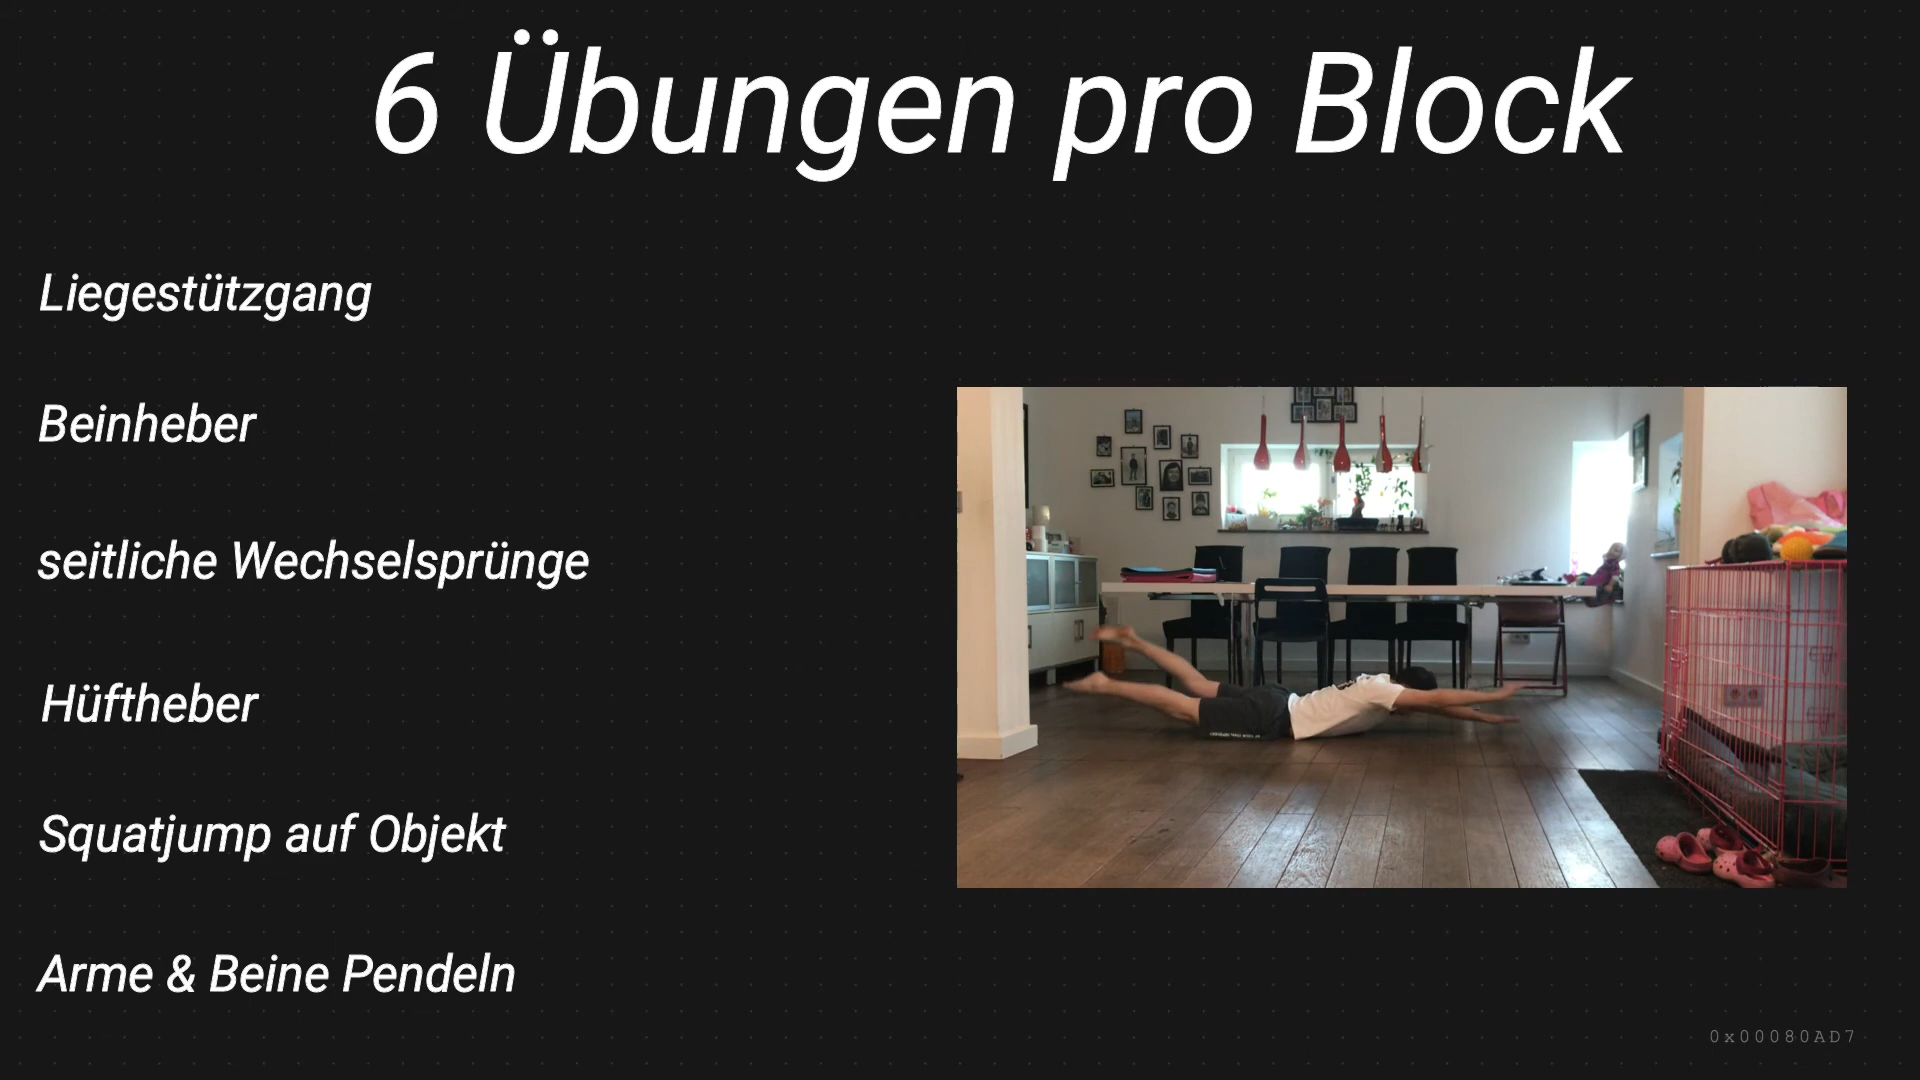 6 Übungen pro Block
Liegestützgang
Beinheber
seitliche Wechselsprünge
Hüftheber
Squatjump auf Objekt
Arme & Beine Pendeln
0x00080AD7